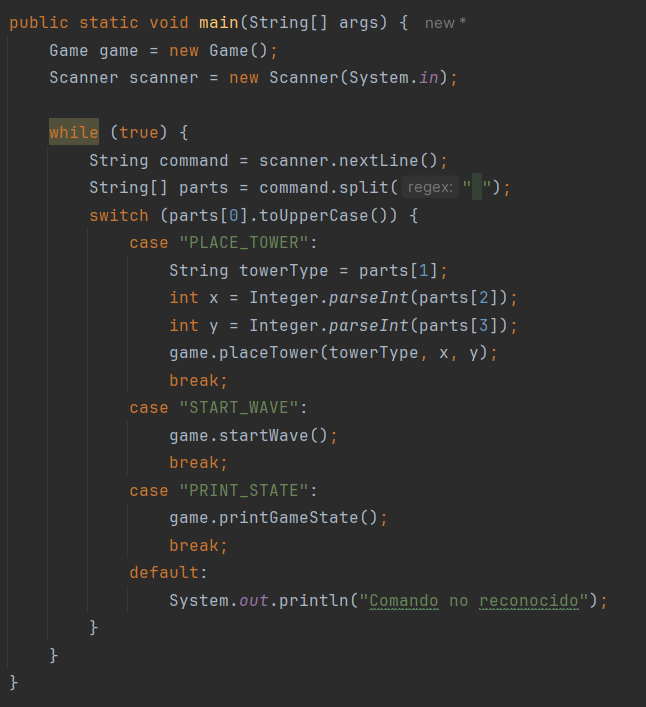 public static void main(String[] args) {  new *
    Game game = new Game();
    Scanner scanner = new Scanner(System.in);

    while (true) {
        String command = scanner.nextLine();
        String[] parts = command.split( regex: " ");
        switch (parts[0].toUpperCase()) {
            case "PLACE_TOWER":
                String towerType = parts[1];
                int x = Integer.parseInt(parts[2]);
                int y = Integer.parseInt(parts[3]);
                game.placeTower(towerType, x, y);
                break;
            case "START_WAVE":
                game.startWave();
                break;
            case "PRINT_STATE":
                game.printGameState();
                break;
            default:
                System.out.println("Comando no reconocido");
        }
    }
}